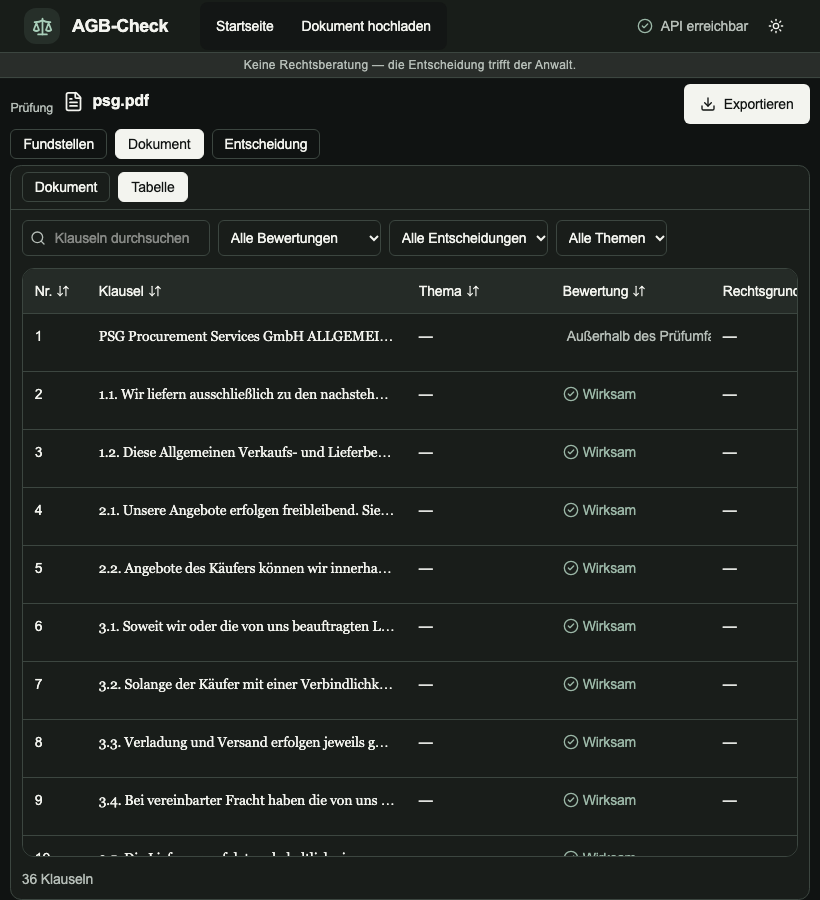 AGB-Check
Startseite
Dokument hochladen
API erreichbar
Keine Rechtsberatung — die Entscheidung trifft der Anwalt.
Prüfung
psg.pdf
Exportieren
Fundstellen
Dokument
Entscheidung
Dokument
Tabelle
Klauseln durchsuchen
Alle Bewertungen
Alle Entscheidungen
Alle Themen
Nr. Klausel Thema Bewertung Rechtsgrund
1 PSG Procurement Services GmbH ALLGEMEI… — Außerhalb des Prüfumfa —
2 1.1. Wir liefern ausschließlich zu den nachsteh… — Wirksam —
3 1.2. Diese Allgemeinen Verkaufs- und Lieferbe… — Wirksam —
4 2.1. Unsere Angebote erfolgen freibleibend. Sie… — Wirksam —
5 2.2. Angebote des Käufers können wir innerha… — Wirksam —
6 3.1. Soweit wir oder die von uns beauftragten L… — Wirksam —
7 3.2. Solange der Käufer mit einer Verbindlichk… — Wirksam —
8 3.3. Verladung und Versand erfolgen jeweils g… — Wirksam —
9 3.4. Bei vereinbarter Fracht haben die von uns … — Wirksam —
10 Wirksam
36 Klauseln